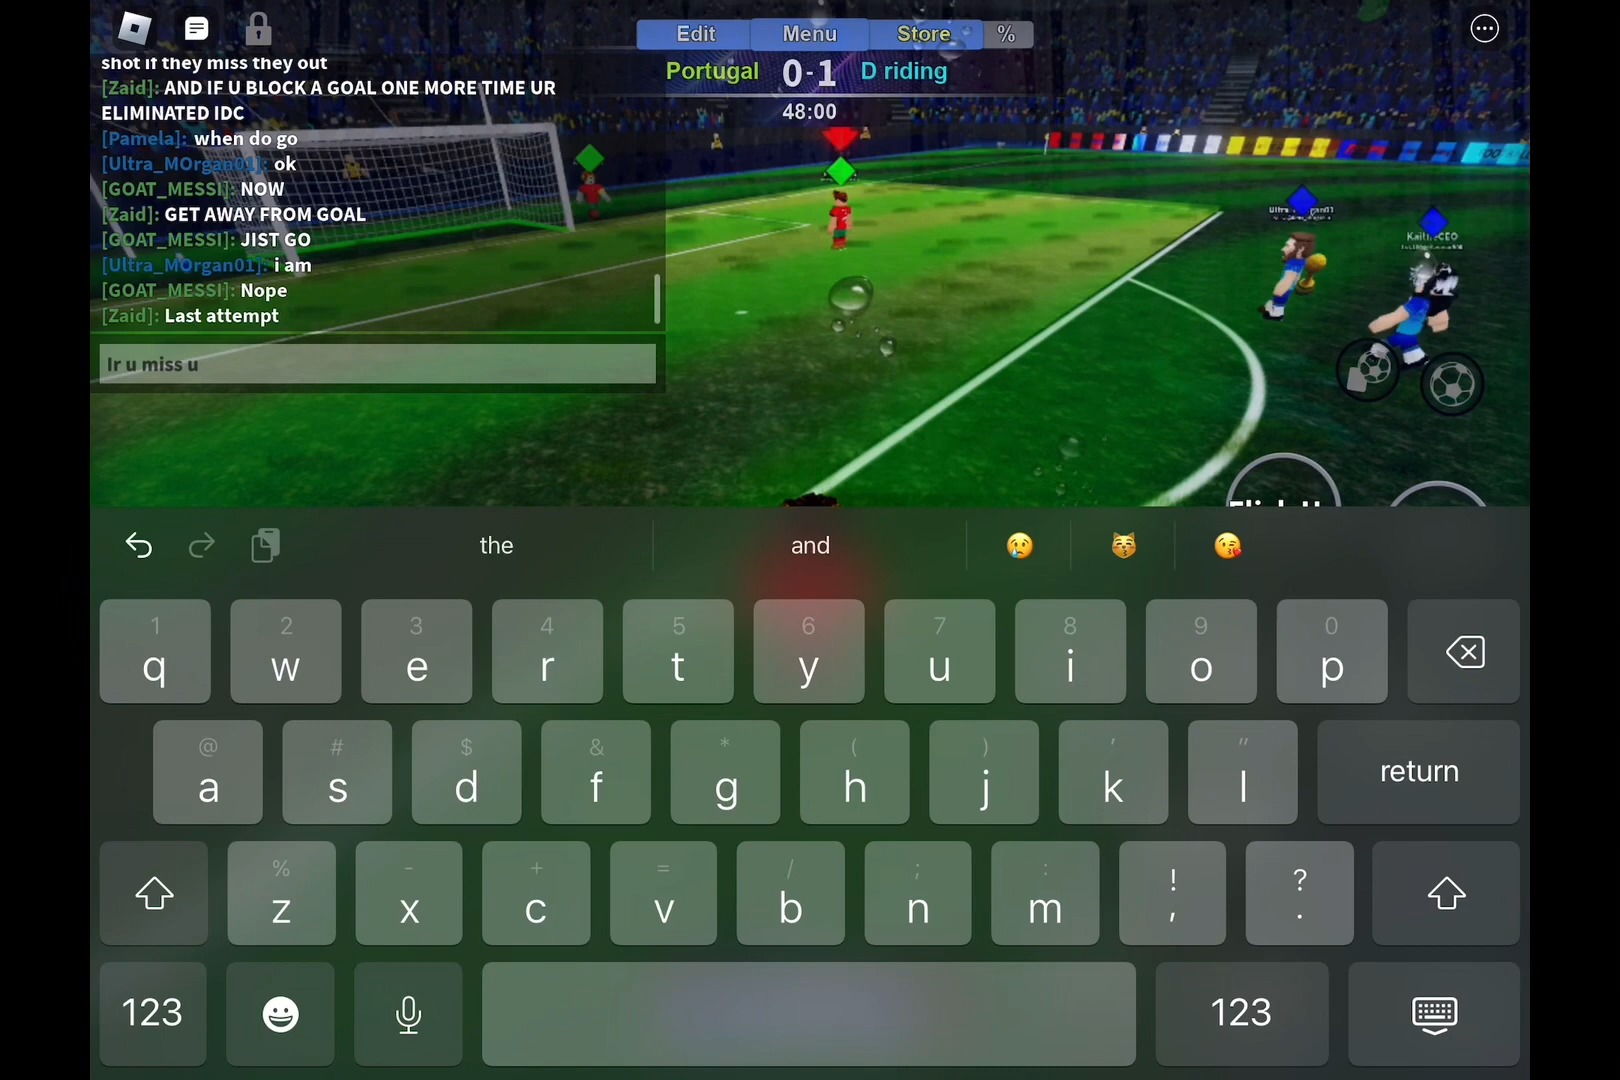 Edit Menu Store %
Portugal 0-1 D riding
48:00
shot if they miss they out
[Zaid]: AND IF U BLOCK A GOAL ONE MORE TIME UR
ELIMINATED IDC
[Pamela]: when do go
[Ultra_MOrgan01]: ok
[GOAT_MESSI]: NOW
[Zaid]: GET AWAY FROM GOAL
[GOAT_MESSI]: JIST GO
[Ultra_MOrgan01]: i am
[GOAT_MESSI]: Nope
[Zaid]: Last attempt
Ir u miss u
the and
1 2 3 4 5 6 7 8 9 0
q w e r t y u i o p
@ # $ & * ( ) ' "
a s d f g h j k l return
% - + = / ; : ! ?
z x c v b n m , .
123 123